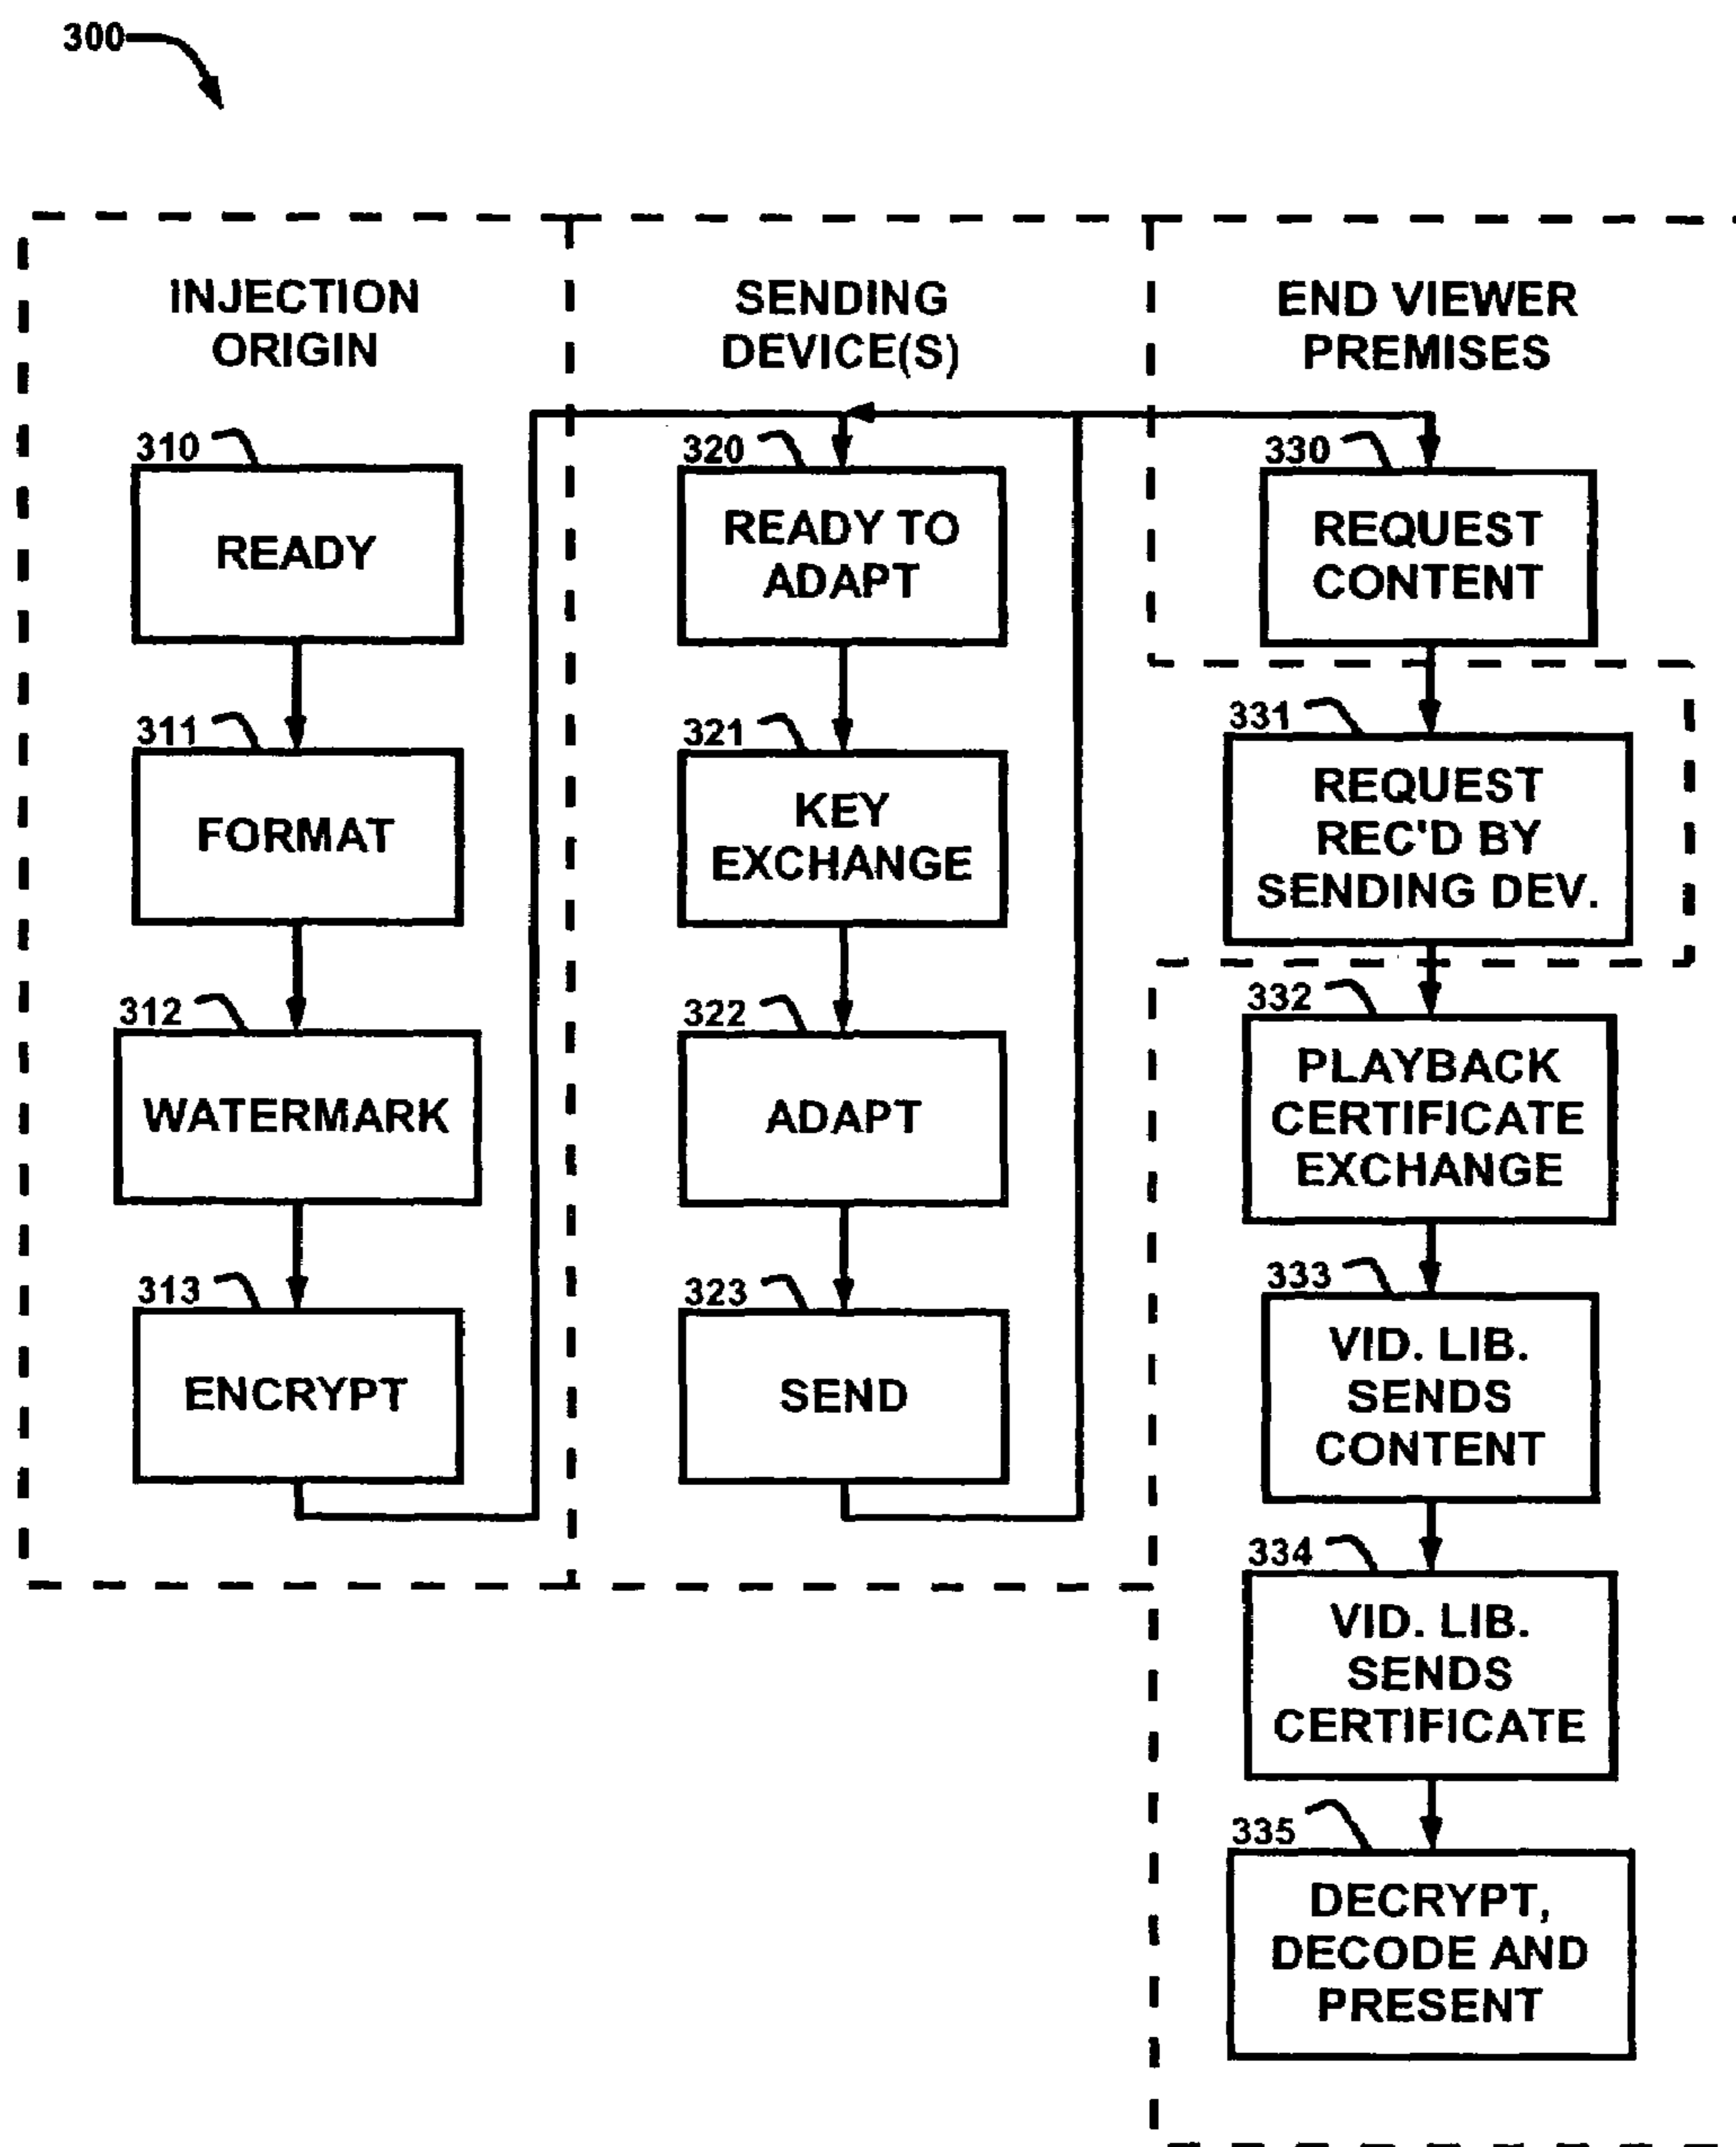 300
INJECTION
ORIGIN
310
READY
311
FORMAT
312
WATERMARK
313
ENCRYPT
SENDING
DEVICE(S)
320
READY TO
ADAPT
321
KEY
EXCHANGE
322
ADAPT
323
SEND
END VIEWER
PREMISES
330
REQUEST
CONTENT
331
REQUEST
REC'D BY
SENDING DEV.
332
PLAYBACK
CERTIFICATE
EXCHANGE
333
VID. LIB.
SENDS
CONTENT
334
VID. LIB.
SENDS
CERTIFICATE
335
DECRYPT,
DECODE AND
PRESENT